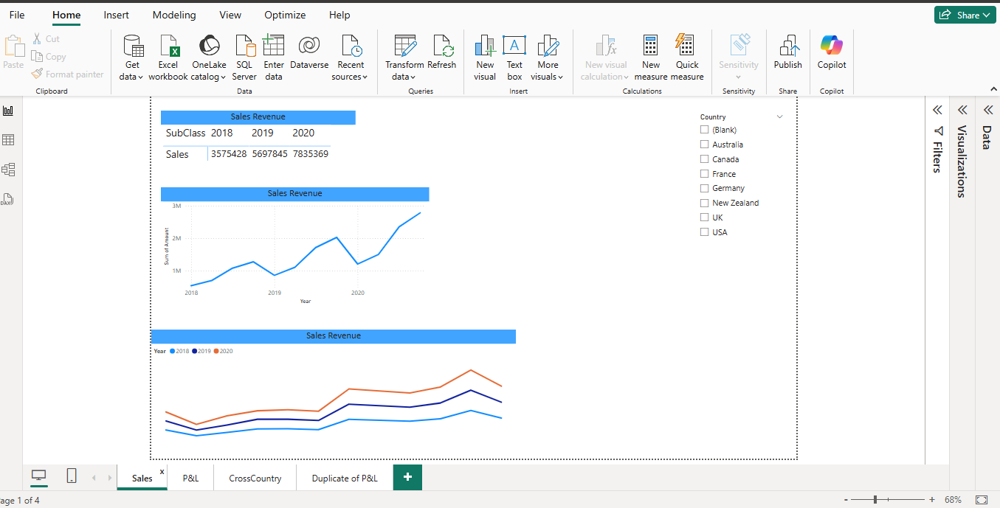 File Home Insert Modeling View Optimize Help Share
Paste Cut
Copy
Format painter
Clipboard
Get data Excel workbook OneLake catalog SQL Server Enter data Dataverse Recent sources
Data
Transform data Refresh
Queries
New visual Text box More visuals
Insert
New visual calculation New measure Quick measure
Calculations
Sensitivity
Sensitivity
Publish
Share
Copilot
Copilot
DAX
Sales Revenue
SubClass 2018 2019 2020
Sales 3575428 5697845 7835369
Sales Revenue
3M
2M
1M
Sum of Amount
2018 2019 2020
Year
Sales Revenue
Year 2018 2019 2020
Country
(Blank)
Australia
Canada
France
Germany
New Zealand
UK
USA
Filters
Visualizations
Data
Sales x P&L CrossCountry Duplicate of P&L +
age 1 of 4
- + 68%